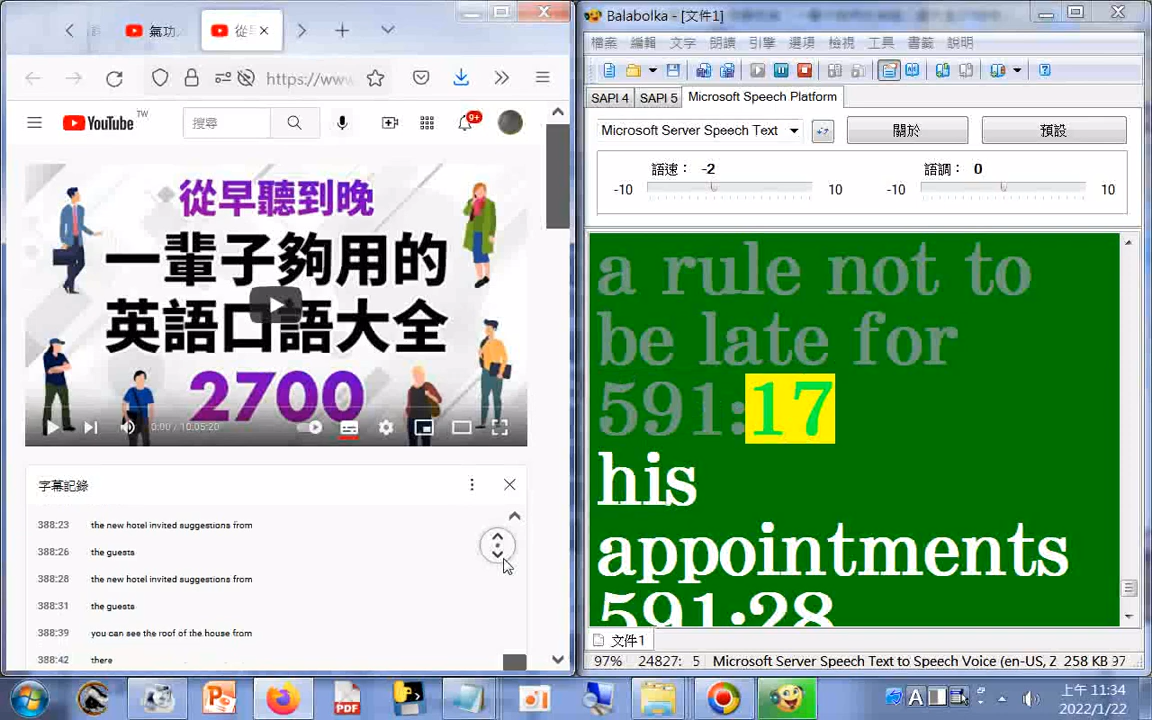 氣功.
從!
https://www.
YouTube TW
搜尋
9+
從早聽到晚
一輩子夠用的
英語口語大全
2700
0:00 / 10:05:20
字幕記錄
388:23 the new hotel invited suggestions from
388:26 the guests
388:28 the new hotel invited suggestions from
388:31 the guests
388:39 you can see the roof of the house from
388:42 there
Balabolka - [文件1]
檔案 編輯 文字 朗讀 引擎 選項 檢視 工具 書籤 說明
SAPI 4 SAPI 5 Microsoft Speech Platform
Microsoft Server Speech Text
關於
預設
語速： -2
語調： 0
-10 10 -10 10
a rule not to
be late for
591:17
his
appointments
591:28
文件1
97% 24827: 5 Microsoft Server Speech Text to Speech Voice (en-US, Z 258 KB 97
PDF
上午 11:34
2022/1/22